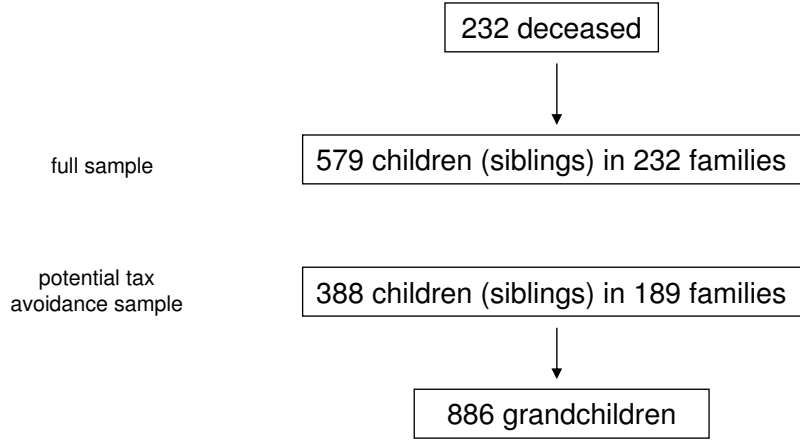 232 deceased
full sample
579 children (siblings) in 232 families
potential tax
avoidance sample
388 children (siblings) in 189 families
886 grandchildren